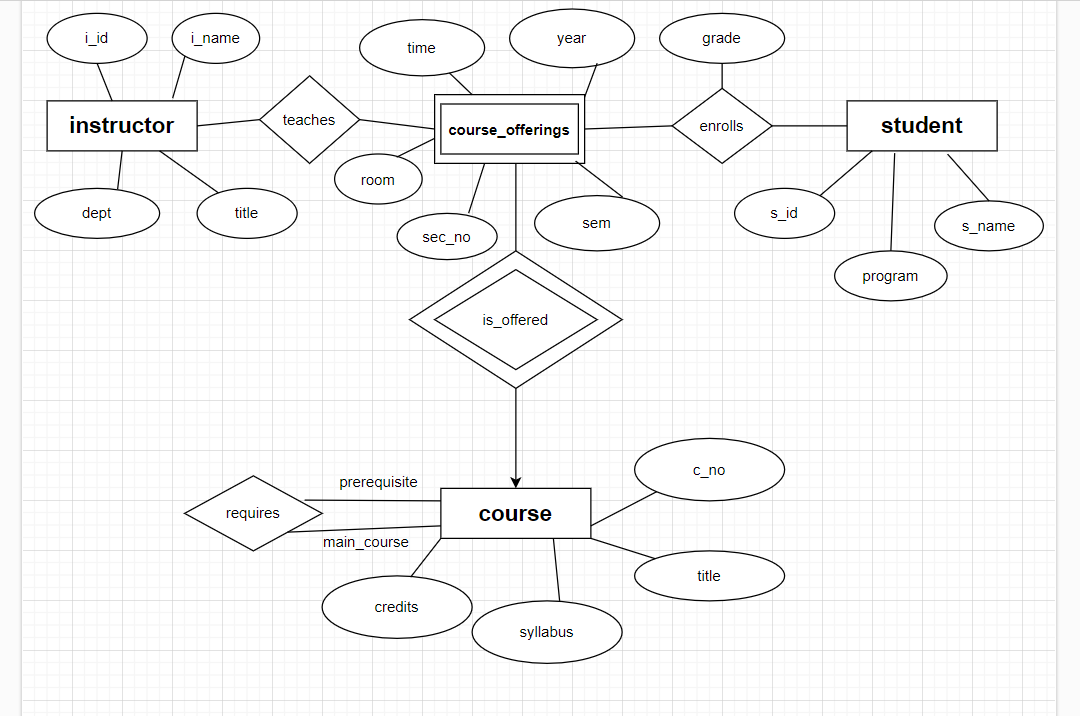 i_id
i_name
time
year
grade
instructor
teaches
course_offerings
enrolls
student
room
dept
title
sec_no
sem
s_id
s_name
program
is_offered
c_no
prerequisite
requires
course
main_course
title
credits
syllabus